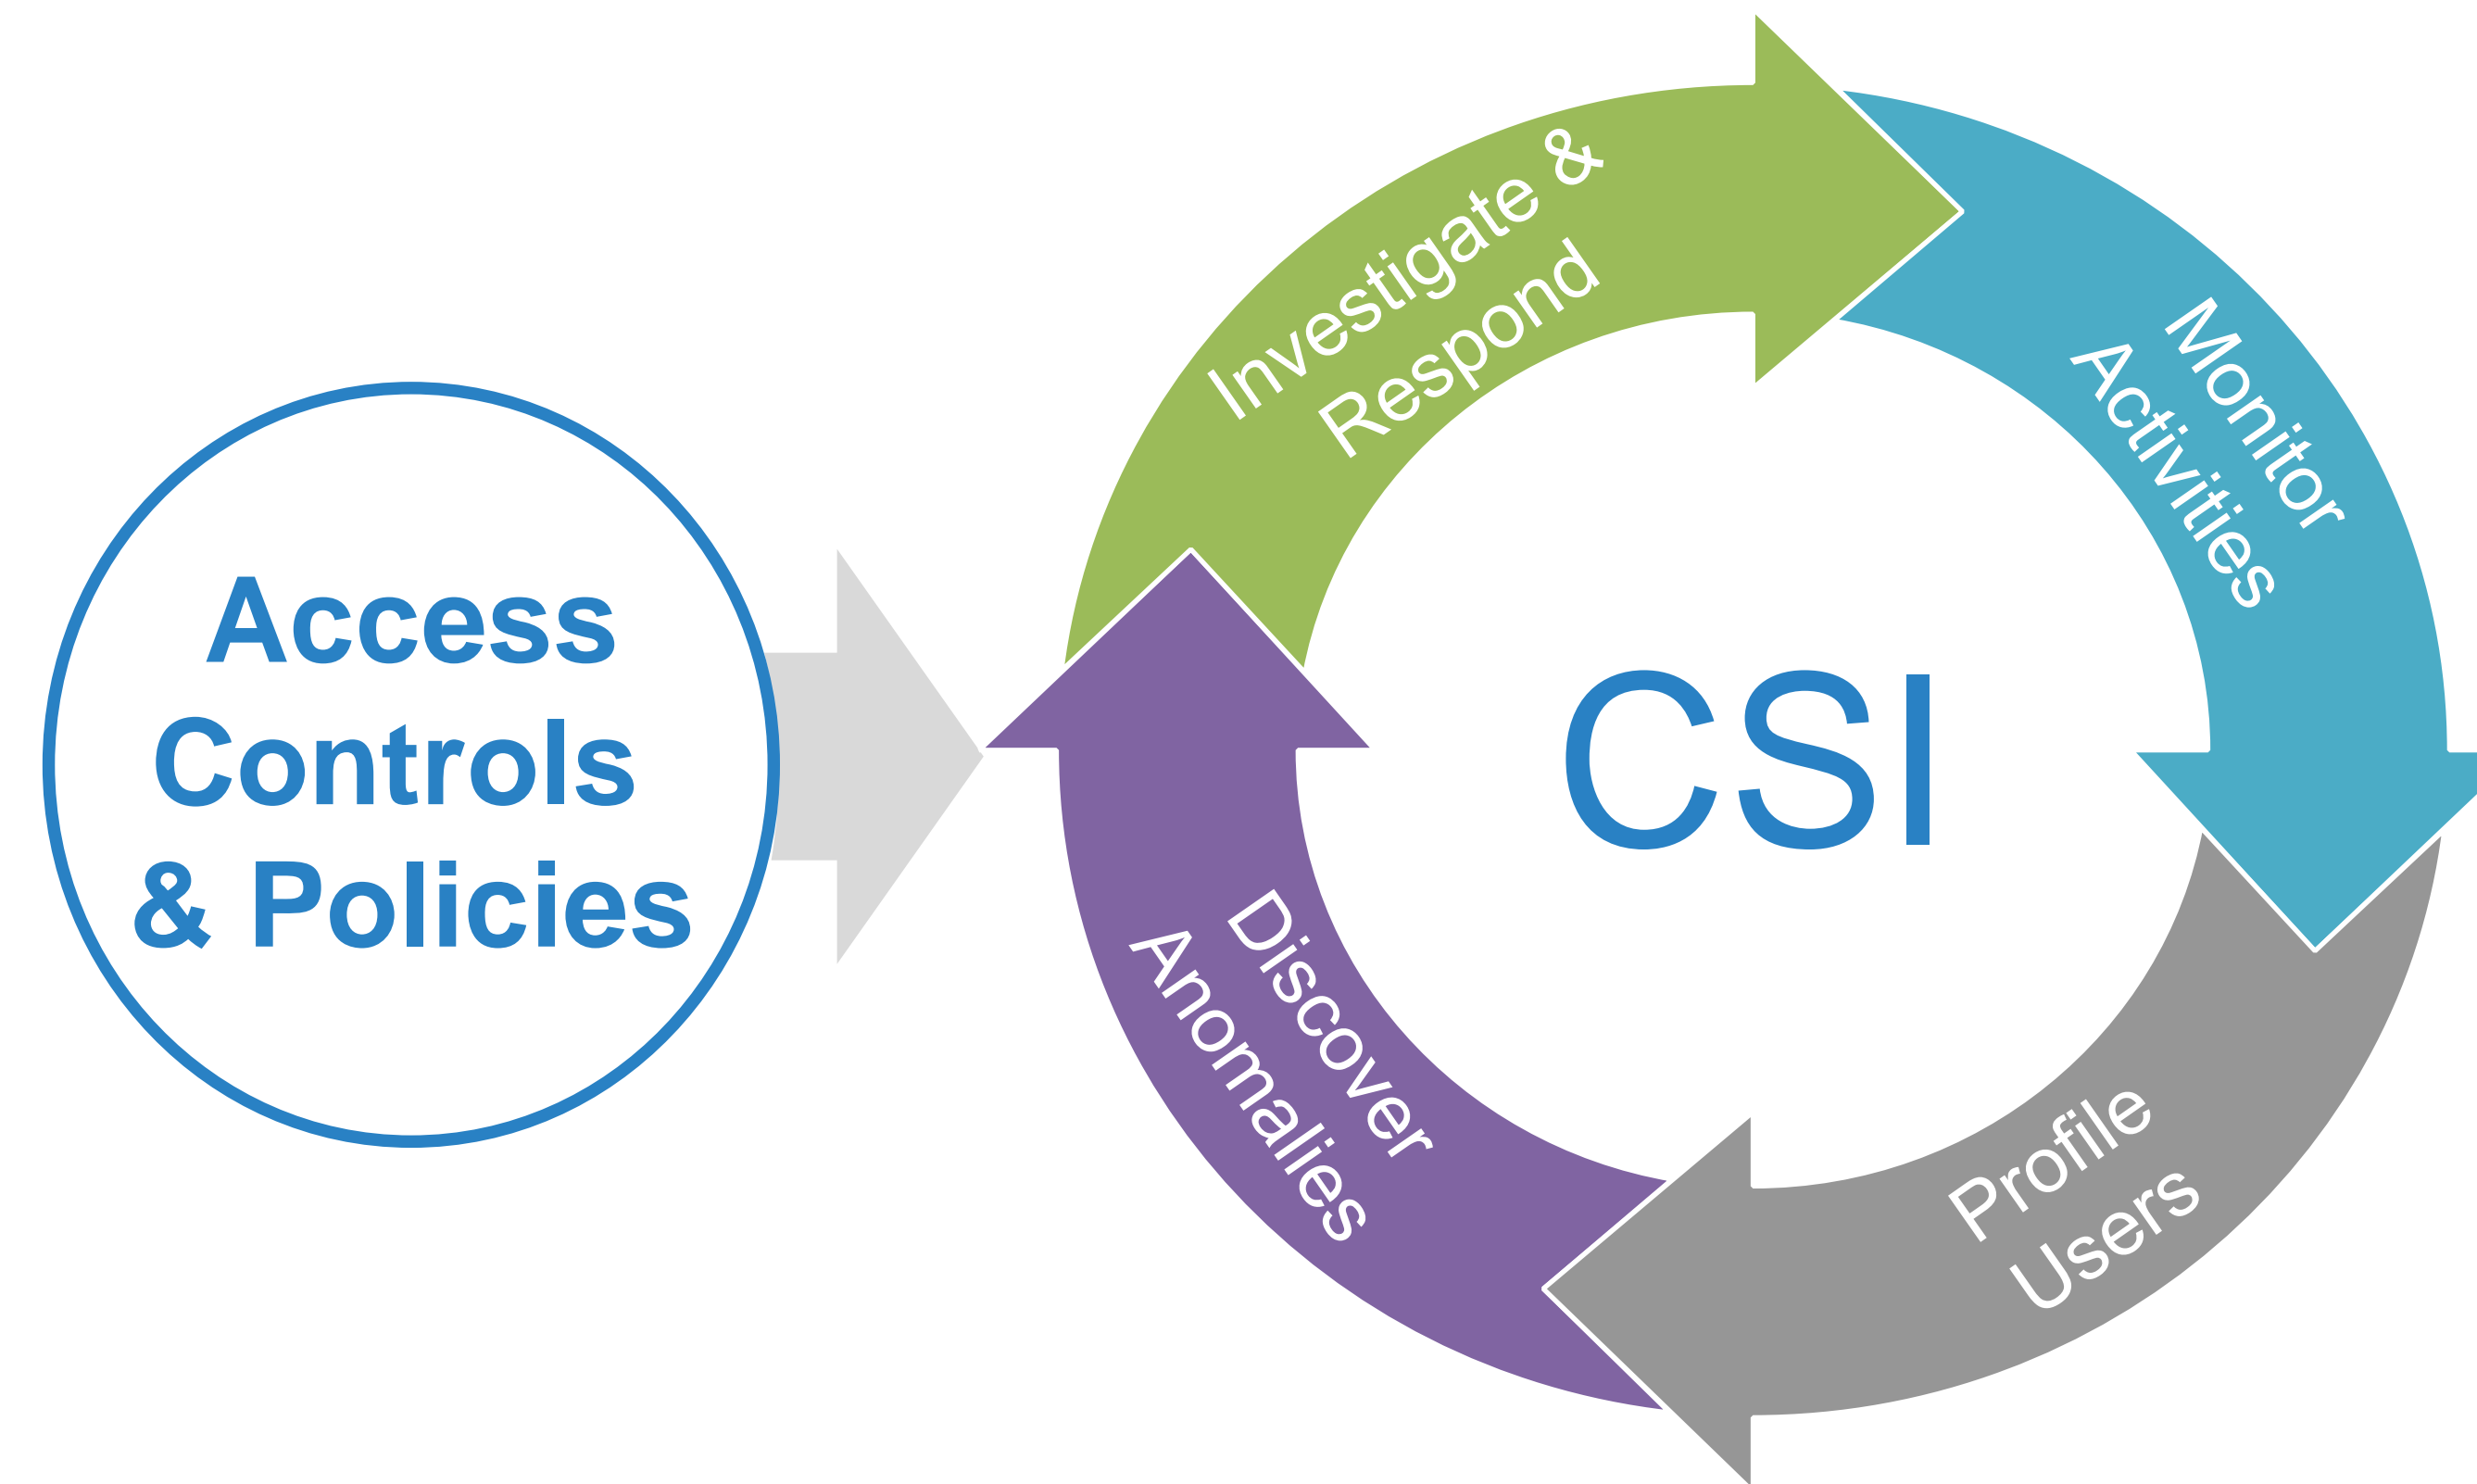 Access
Controls
& Policies
Investigate &
Respond
Monitor
Activities
CSI
Discover
Anomalies
Profile
Users